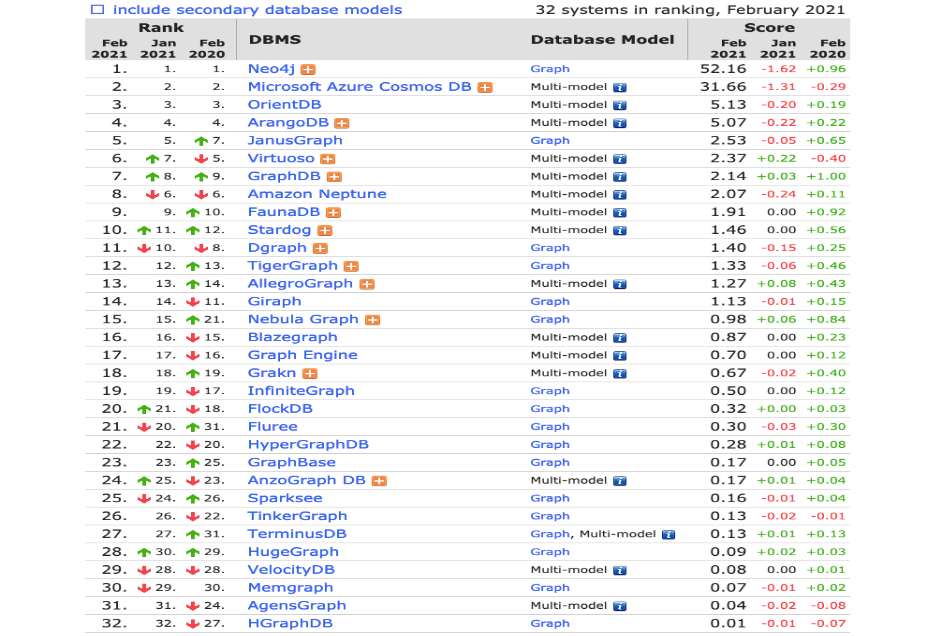 include secondary database models 32 systems in ranking, February 2021
Rank Score
Feb Jan Feb DBMS Database Model Feb Jan Feb
2021 2021 2020 2021 2021 2020
1. 1. 1. Neo4j Graph 52.16 -1.62 +0.96
2. 2. 2. Microsoft Azure Cosmos DB Multi-model 31.66 -1.31 -0.29
3. 3. 3. OrientDB Multi-model 5.13 -0.20 +0.19
4. 4. 4. ArangoDB Multi-model 5.07 -0.22 +0.22
5. 5. 7. JanusGraph Graph 2.53 -0.05 +0.65
6. 7. 5. Virtuoso Multi-model 2.37 +0.22 -0.40
7. 8. 9. GraphDB Multi-model 2.14 +0.03 +1.00
8. 6. 6. Amazon Neptune Multi-model 2.07 -0.24 +0.11
9. 9. 10. FaunaDB Multi-model 1.91 0.00 +0.92
10. 11. 12. Stardog Multi-model 1.46 0.00 +0.56
11. 10. 8. Dgraph Graph 1.40 -0.15 +0.25
12. 12. 13. TigerGraph Graph 1.33 -0.06 +0.46
13. 13. 14. AllegroGraph Multi-model 1.27 +0.08 +0.43
14. 14. 11. Giraph Graph 1.13 -0.01 +0.15
15. 15. 21. Nebula Graph Graph 0.98 +0.06 +0.84
16. 16. 15. Blazegraph Multi-model 0.87 0.00 +0.23
17. 17. 16. Graph Engine Multi-model 0.70 0.00 +0.12
18. 18. 19. Grakn Multi-model 0.67 -0.02 +0.40
19. 19. 17. InfiniteGraph Graph 0.50 0.00 +0.12
20. 21. 18. FlockDB Graph 0.32 +0.00 +0.03
21. 20. 31. Fluree Graph 0.30 -0.03 +0.30
22. 22. 20. HyperGraphDB Graph 0.28 +0.01 +0.08
23. 23. 25. GraphBase Graph 0.17 0.00 +0.05
24. 25. 23. AnzoGraph DB Multi-model 0.17 +0.01 +0.04
25. 24. 26. Sparksee Graph 0.16 -0.01 +0.04
26. 26. 22. TinkerGraph Graph 0.13 -0.02 -0.01
27. 27. 31. TerminusDB Graph, Multi-model 0.13 +0.01 +0.13
28. 30. 29. HugeGraph Graph 0.09 +0.02 +0.03
29. 28. 28. VelocityDB Multi-model 0.08 0.00 +0.01
30. 29. 30. Memgraph Graph 0.07 -0.01 +0.02
31. 31. 24. AgensGraph Multi-model 0.04 -0.02 -0.08
32. 32. 27. HGraphDB Graph 0.01 -0.01 -0.07